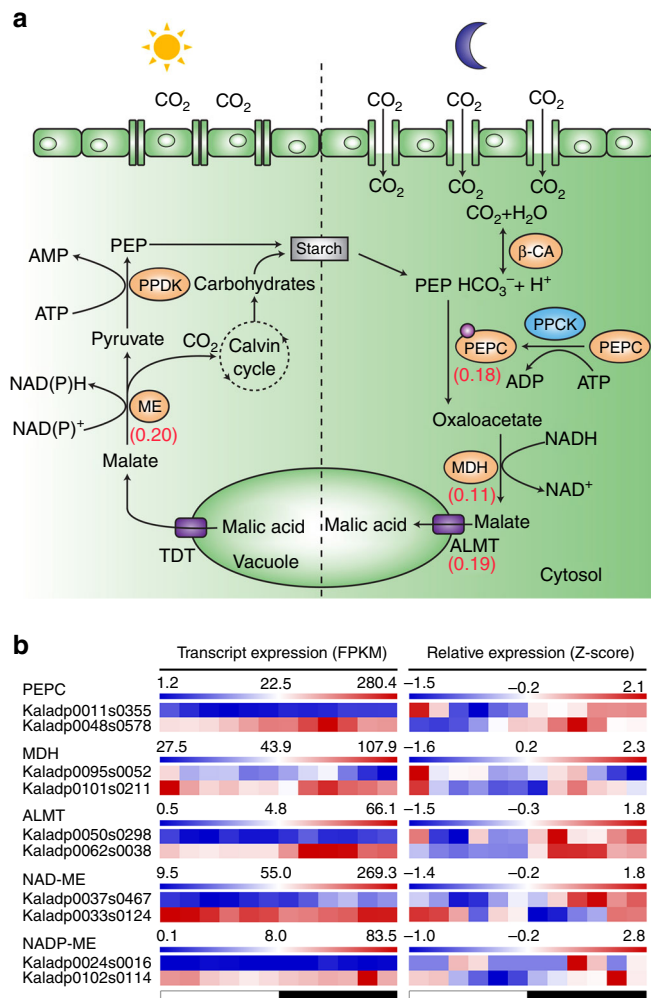 a
CO2 CO2
CO2 CO2 CO2
CO2 CO2 CO2
CO2+H2O
β-CA
AMP PEP Starch
PPDK Carbohydrates PEP HCO3− + H+
ATP
PPCK
Pyruvate CO2 Calvin cycle PEPC PEPC
(0.18) ADP ATP
NAD(P)H
ME Oxaloacetate
NAD(P)+ (0.20) NADH
Malate MDH
(0.11) NAD+
Malic acid Malic acid Malate
TDT Vacuole ALMT
(0.19) Cytosol
b
Transcript expression (FPKM) Relative expression (Z-score)
PEPC 1.2 22.5 280.4 −1.5 −0.2 2.1
Kaladp0011s0355
Kaladp0048s0578
MDH 27.5 43.9 107.9 −1.6 0.2 2.3
Kaladp0095s0052
Kaladp0101s0211
ALMT 0.5 4.8 66.1 −1.5 −0.3 1.8
Kaladp0050s0298
Kaladp0062s0038
NAD-ME 9.5 55.0 269.3 −1.4 −0.2 1.8
Kaladp0037s0467
Kaladp0033s0124
NADP-ME 0.1 8.0 83.5 −1.0 −0.2 2.8
Kaladp0024s0016
Kaladp0102s0114